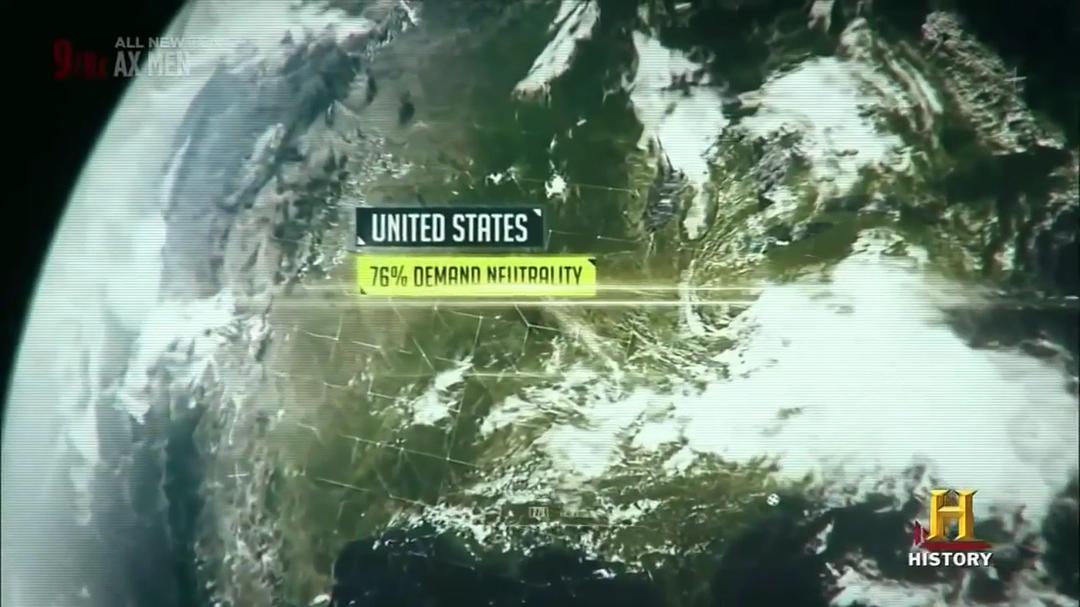 ALL NEW
AX MEN
UNITED STATES
76% DEMAND NEUTRALITY
H
HISTORY